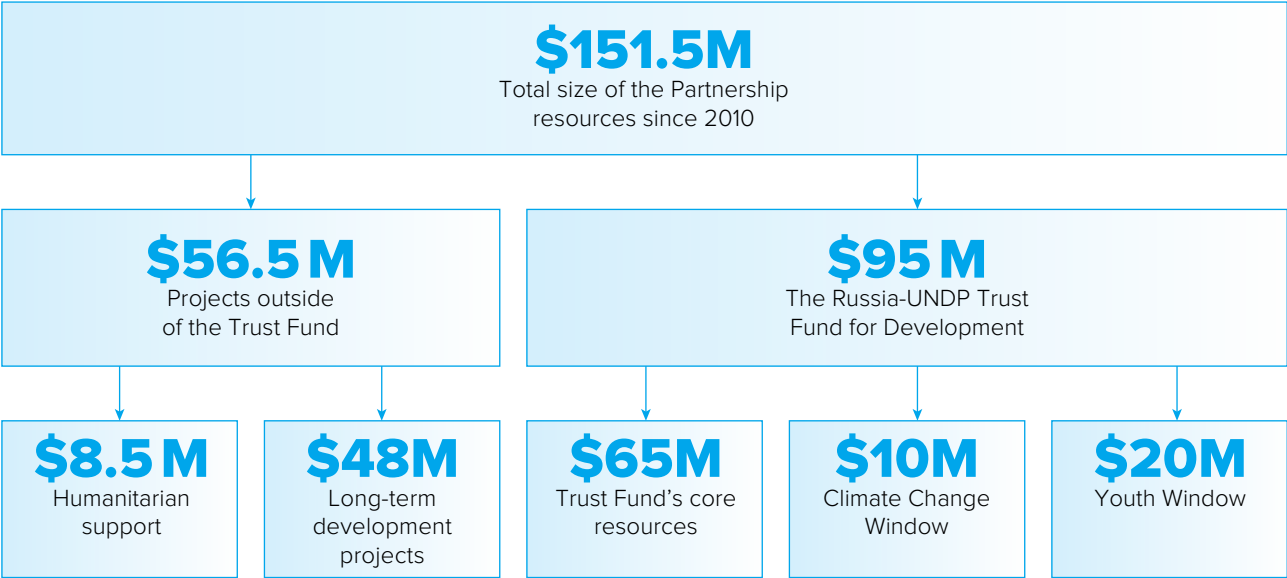 $151.5M
Total size of the Partnership
resources since 2010
$56.5 M
Projects outside
of the Trust Fund
$95 M
The Russia-UNDP Trust
Fund for Development
$8.5 M
Humanitarian
support
$48M
Long-term
development
projects
$65M
Trust Fund’s core
resources
$10M
Climate Change
Window
$20M
Youth Window